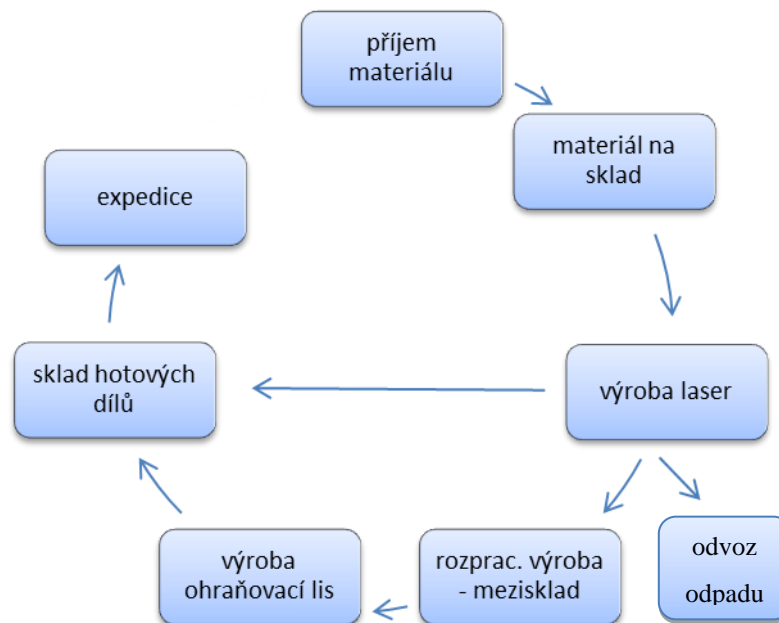 příjem
materiálu
materiál na
sklad
expedice
sklad hotových
dílů
výroba laser
výroba
ohraňovací lis
rozprac. výroba
- mezisklad
odvoz
odpadu